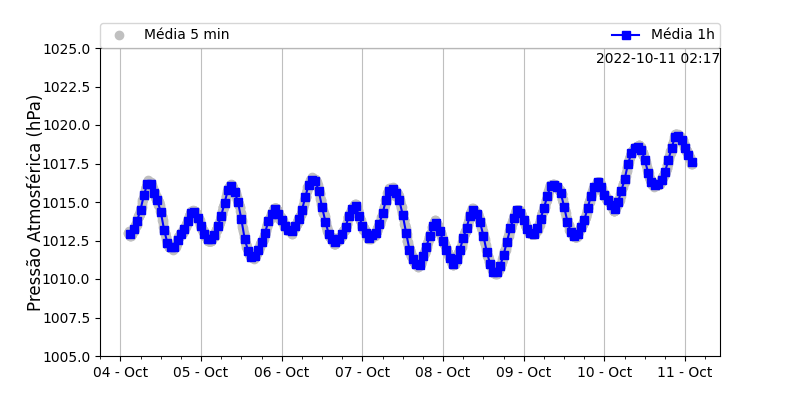 Média 5 min
Média 1h
2022-10-11 02:17
Pressão Atmosférica (hPa)
1025.0
1022.5
1020.0
1017.5
1015.0
1012.5
1010.0
1007.5
1005.0
04 - Oct
05 - Oct
06 - Oct
07 - Oct
08 - Oct
09 - Oct
10 - Oct
11 - Oct